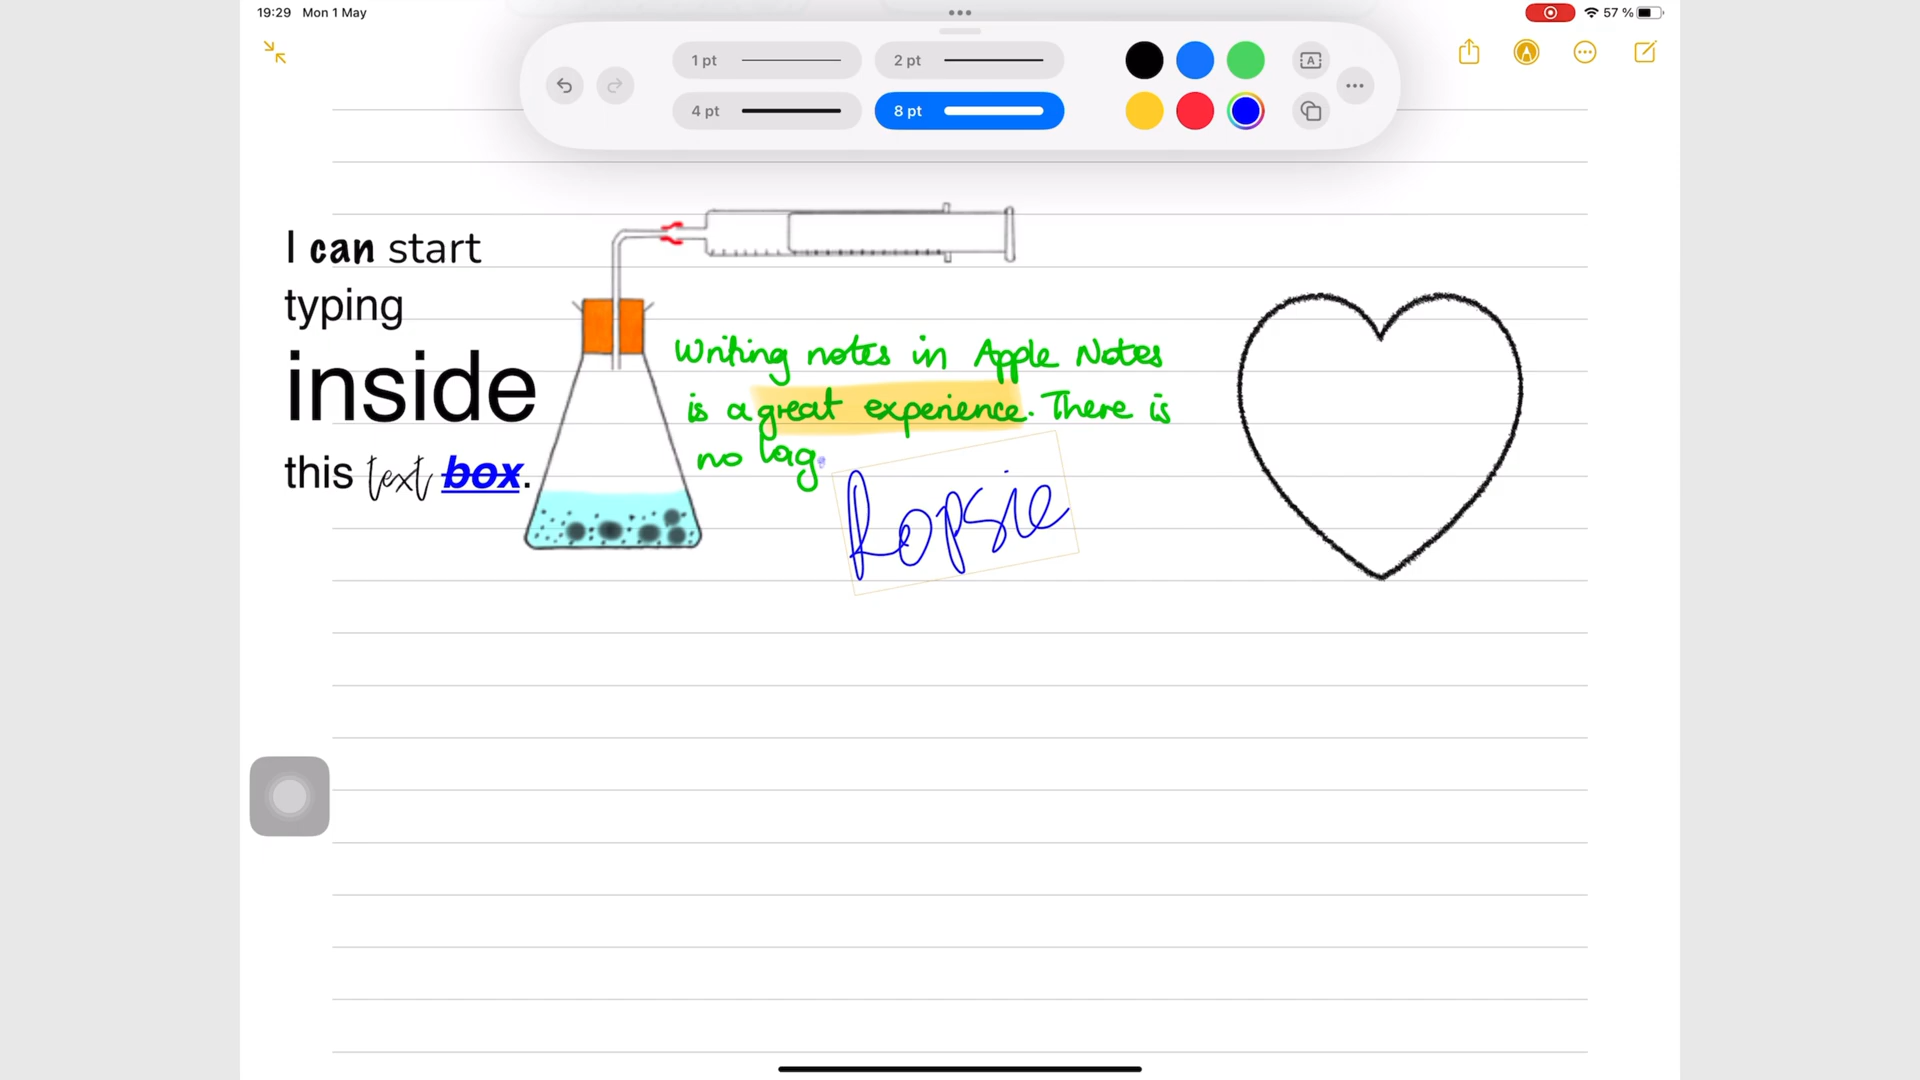 19:29 Mon 1 May
57 %
1 pt
2 pt
4 pt
8 pt
A
I can start
typing
inside
this text box.
Writing notes in Apple Notes
is a great experience. There is
no lag.
Ropsie